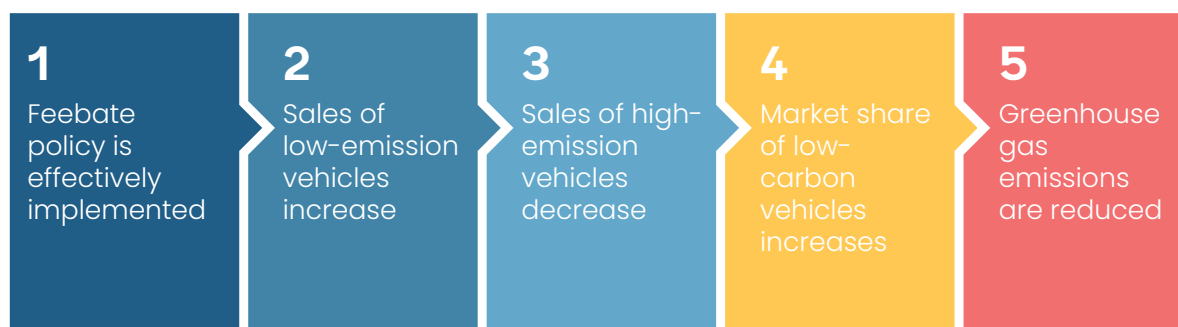 1
Feebate
policy is
effectively
implemented
2
Sales of
low-emission
vehicles
increase
3
Sales of high-
emission
vehicles
decrease
4
Market share
of low-
carbon
vehicles
increases
5
Greenhouse
gas
emissions
are reduced